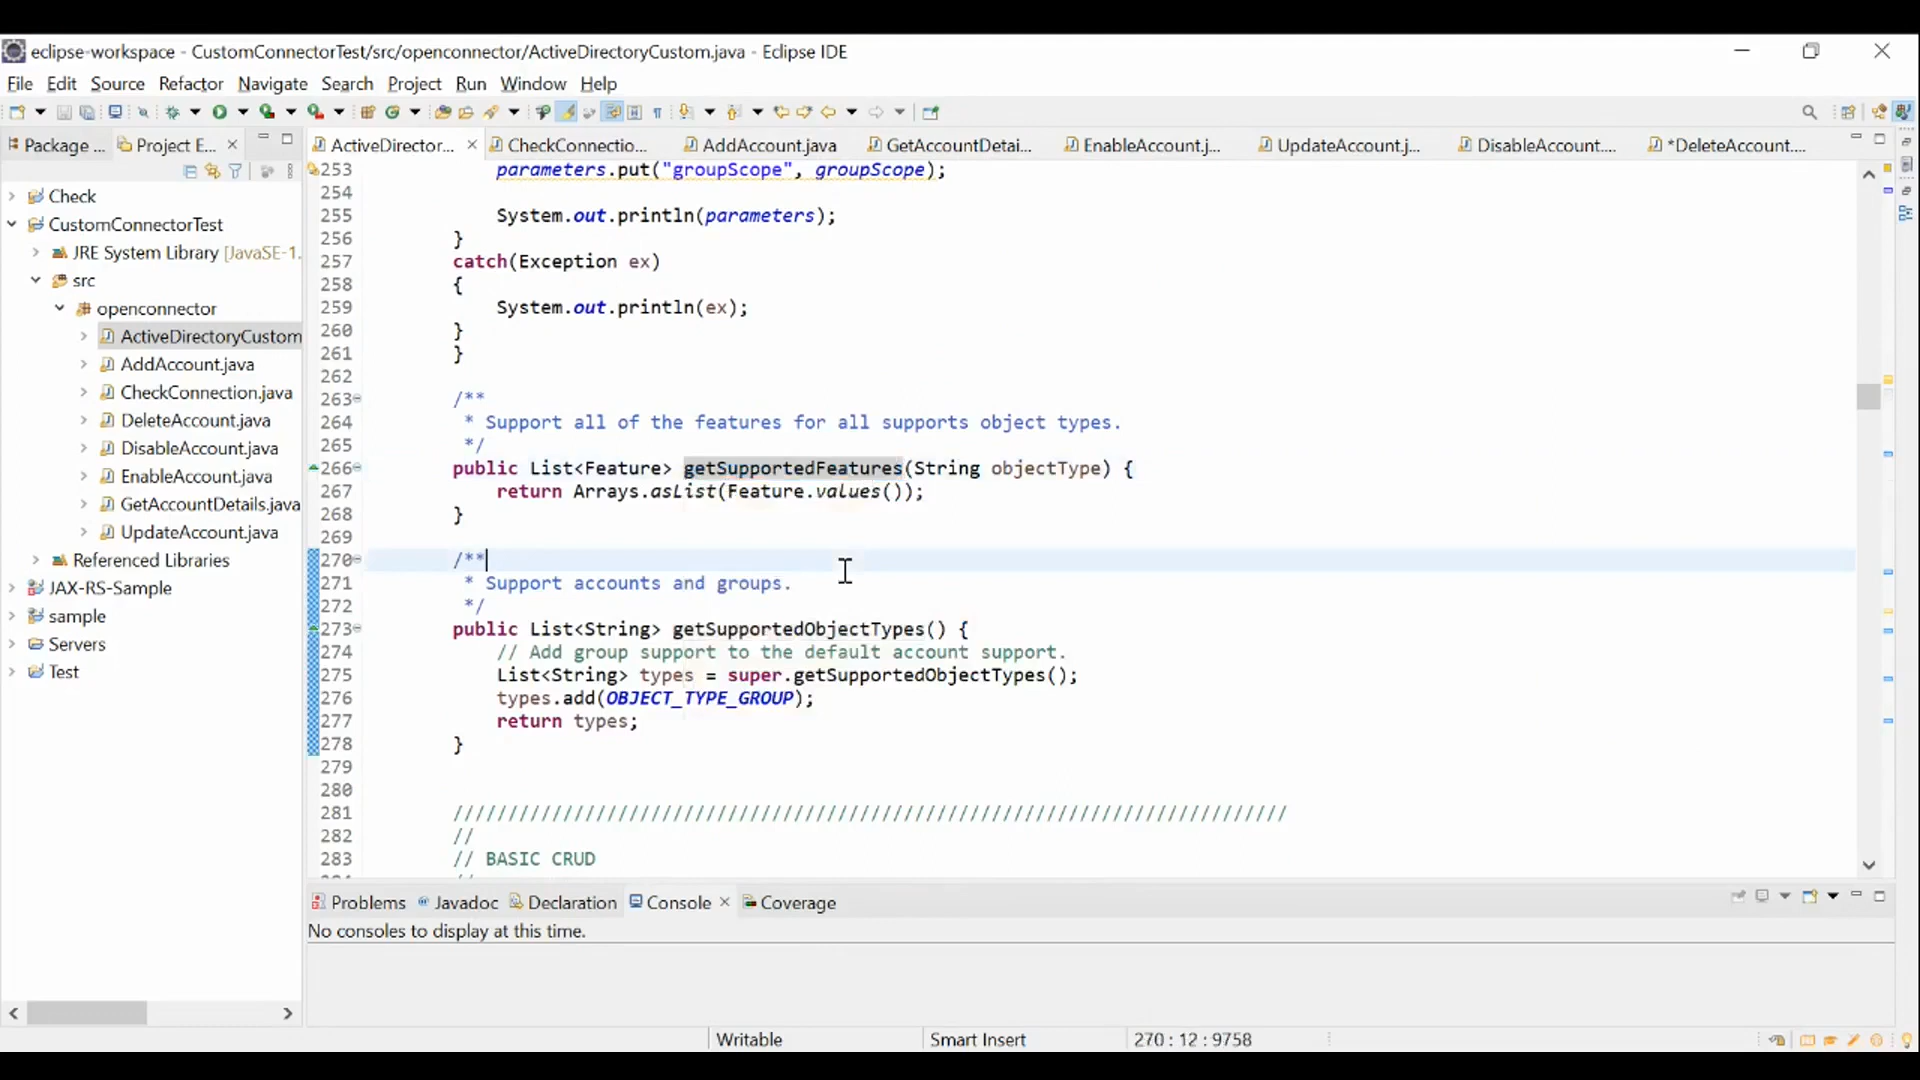 eclipse-workspace - CustomConnectorTest/src/openconnector/ActiveDirectoryCustom.java - Eclipse IDE
File Edit Source Refactor Navigate Search Project Run Window Help
Package ... Project E...
ActiveDirector... CheckConnectio... AddAccount.java GetAccountDetai... EnableAccount.j... UpdateAccount.j... DisableAccount.... *DeleteAccount....
Check
CustomConnectorTest
JRE System Library [JavaSE-1.
src
openconnector
ActiveDirectoryCustom
AddAccount.java
CheckConnection.java
DeleteAccount.java
DisableAccount.java
EnableAccount.java
GetAccountDetails.java
UpdateAccount.java
Referenced Libraries
JAX-RS-Sample
sample
Servers
Test
253 parameters.put("groupScope", groupScope);
254
255 System.out.println(parameters);
256 }
257 catch(Exception ex)
258 {
259 System.out.println(ex);
260 }
261 }
262
263 /**
264 * Support all of the features for all supports object types.
265 */
266 public List<Feature> getSupportedFeatures(String objectType) {
267 return Arrays.asList(Feature.values());
268 }
269
270 /**
271 * Support accounts and groups.
272 */
273 public List<String> getSupportedObjectTypes() {
274 // Add group support to the default account support.
275 List<String> types = super.getSupportedObjectTypes();
276 types.add(OBJECT_TYPE_GROUP);
277 return types;
278 }
279
280
281 /////////////////////////////////////////////////////////////////////////////
282 //
283 // BASIC CRUD
Problems Javadoc Declaration Console Coverage
No consoles to display at this time.
Writable Smart Insert 270 : 12 : 9758